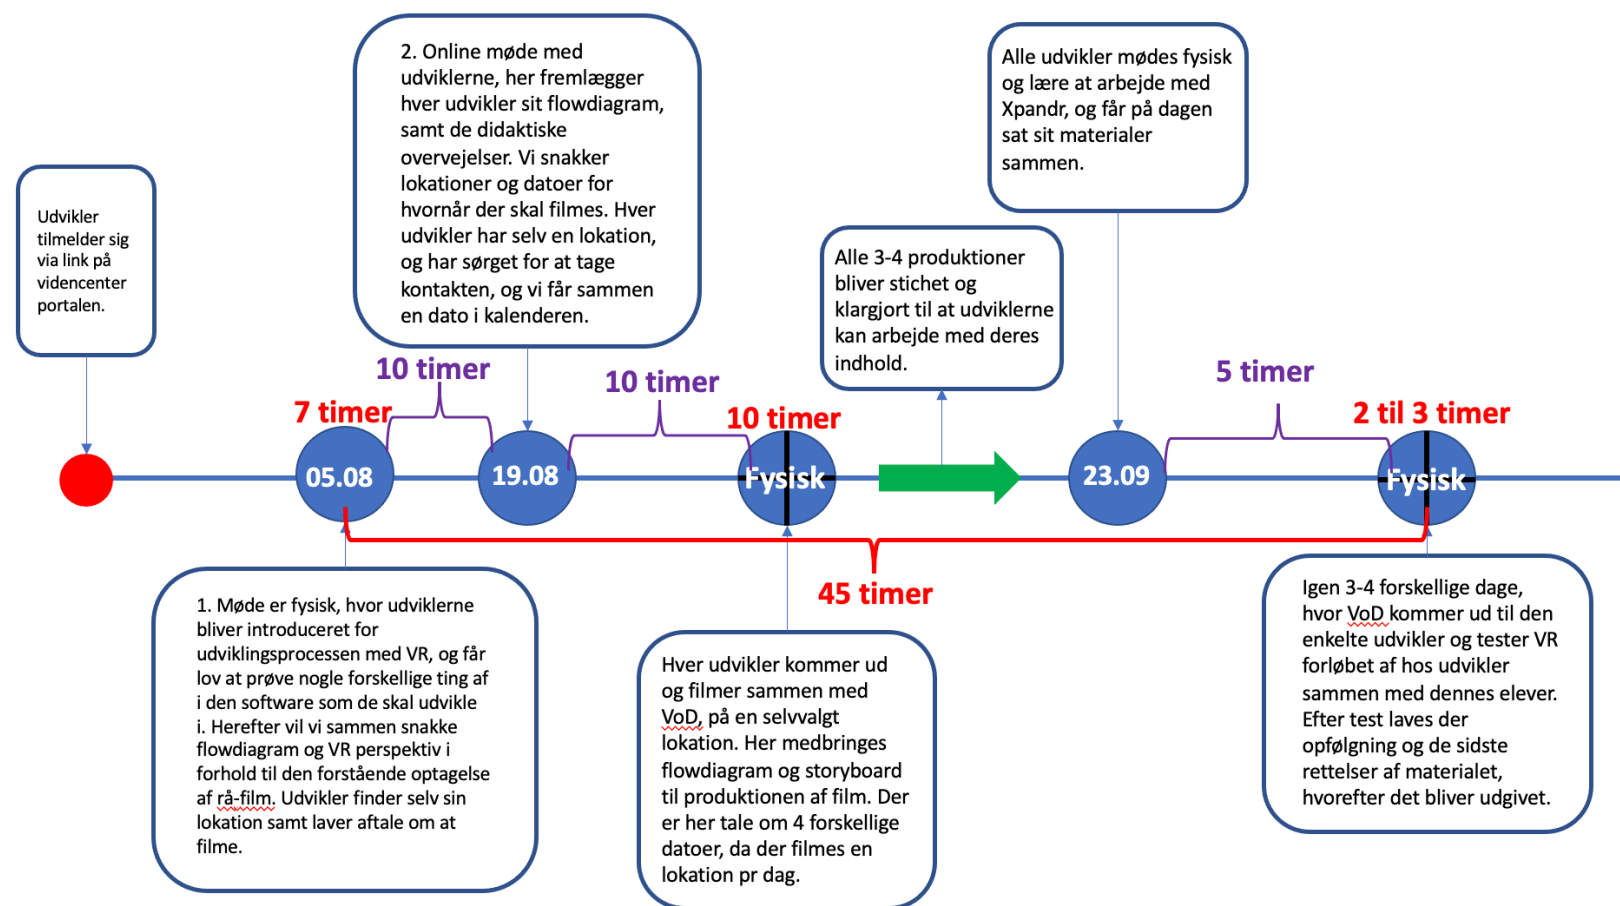 Udvikler
tilmelder sig
via link på
videncenter
portalen.
2. Online møde med
udviklerne, her fremlægger
hver udvikler sit flowdiagram,
samt de didaktiske
overvejelser. Vi snakker
lokationer og datoer for
hvornår der skal filmes. Hver
udvikler har selv en lokation,
og har sørget for at tage
kontakten, og vi får sammen
en dato i kalenderen.
Alle 3-4 produktioner
bliver stichet og
klargjort til at udviklerne
kan arbejde med deres
indhold.
Alle udvikler mødes fysisk
og lære at arbejde med
Xpandr, og får på dagen
sat sit materialer
sammen.
7 timer
10 timer
10 timer
10 timer
5 timer
2 til 3 timer
05.08
19.08
Fysisk
23.09
Fysisk
45 timer
1. Møde er fysisk, hvor udviklerne
bliver introduceret for
udviklingsprocessen med VR, og får
lov at prøve nogle forskellige ting af
i den software som de skal udvikle
i. Herefter vil vi sammen snakke
flowdiagram og VR perspektiv i
forhold til den forstående optagelse
af rå-film. Udvikler finder selv sin
lokation samt laver aftale om at
filme.
Hver udvikler kommer ud
og filmer sammen med
VoD, på en selvvalgt
lokation. Her medbringes
flowdiagram og storyboard
til produktionen af film. Der
er her tale om 4 forskellige
datoer, da der filmes en
lokation pr dag.
Igen 3-4 forskellige dage,
hvor VoD kommer ud til den
enkelte udvikler og tester VR
forløbet af hos udvikler
sammen med dennes elever.
Efter test laves der
opfølgning og de sidste
rettelser af materialet,
hvorefter det bliver udgivet.